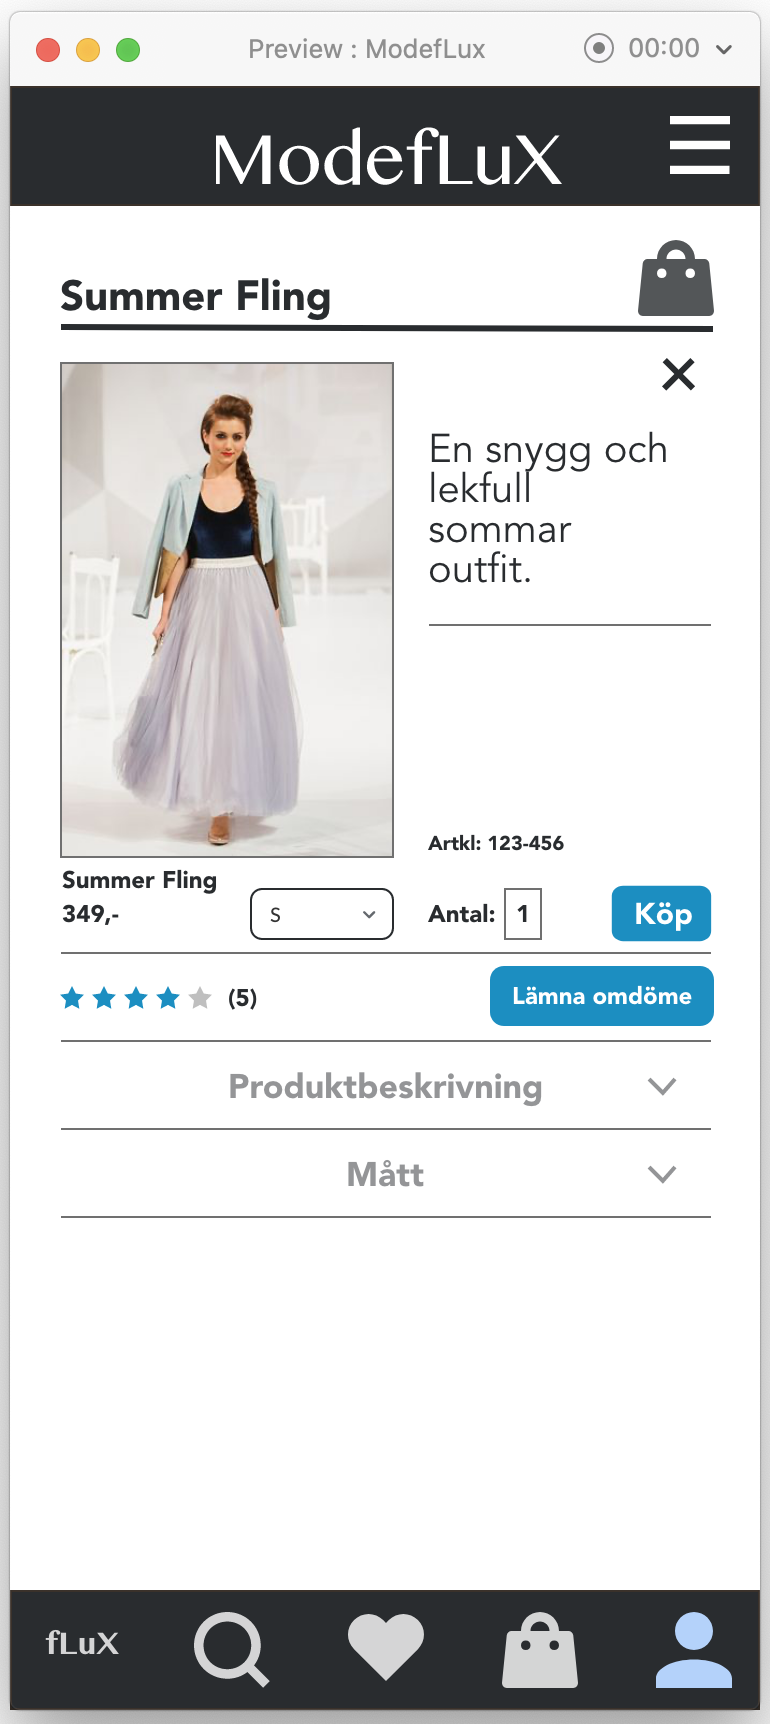 Preview : ModefLux
00:00
ModefLuX
Summer Fling
En snygg och
lekfull
sommar
outfit.
Artkl: 123-456
Summer Fling
349,-
S
Antal: 1
Köp
(5)
Lämna omdöme
Produktbeskrivning
Mått
fLuX